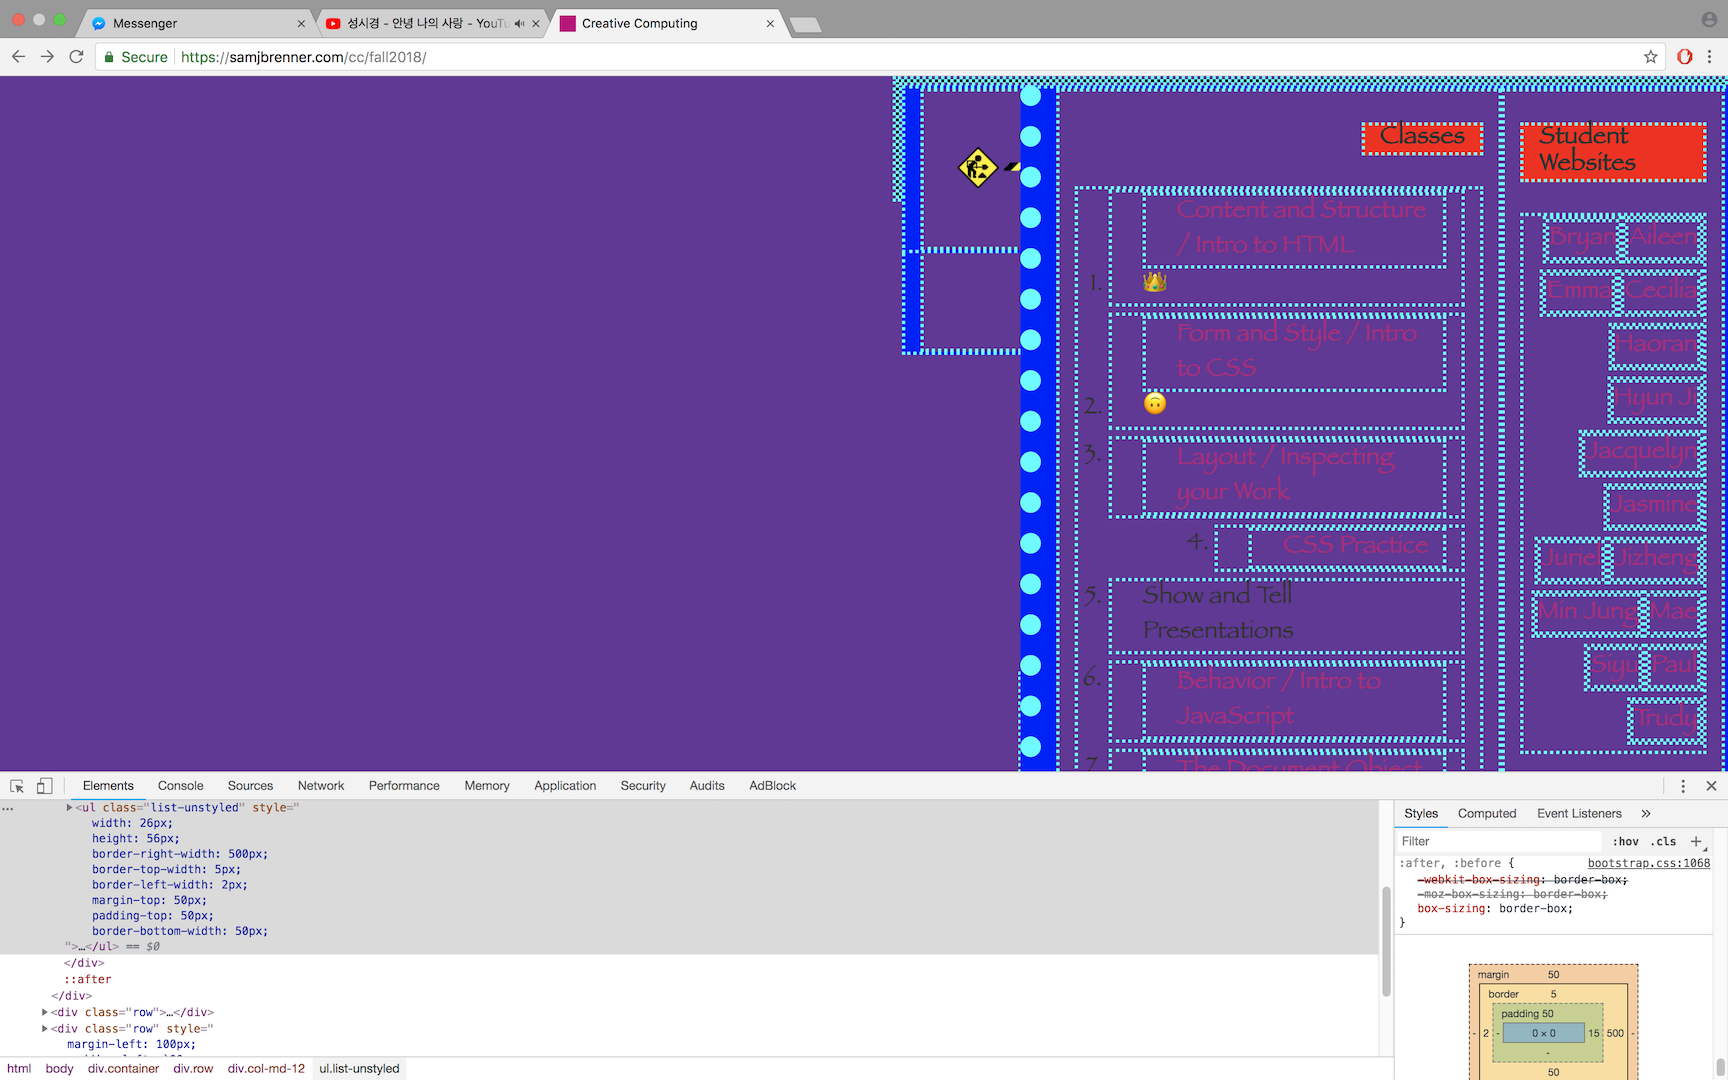 Messenger
성시경 - 안녕 나의 사랑 - YouTu
Creative Computing
Secure
https://samjbrenner.com/cc/fall2018/
Classes
Content and Structure
/ Intro to HTML
1.
Form and Style / Intro
to CSS
2.
3.
Layout / Inspecting
your Work
4.
CSS Practice
5.
Show and Tell
Presentations
6.
Behavior / Intro to
JavaScript
7.
The Document Object
Student
Websites
Bryan Aileen
Emma Cecilia
Haoran
Hyun Ji
Jacquelyn
Jasmine
Juriel Jizheng
Min Jung Mae
Siyu Paul
Trudy
Elements Console Sources Network Performance Memory Application Security Audits AdBlock
<ul class="list-unstyled" style="
width: 26px;
height: 56px;
border-right-width: 500px;
border-top-width: 5px;
border-left-width: 2px;
margin-top: 50px;
padding-top: 50px;
border-bottom-width: 50px;
">…</ul> == $0
</div>
::after
</div>
<div class="row">…</div>
<div class="row" style="
margin-left: 100px;
html body div.container div.row div.col-md-12 ul.list-unstyled
Styles Computed Event Listeners »
Filter :hov .cls +
:after, :before { bootstrap.css:1068
-webkit-box-sizing: border-box;
-moz-box-sizing: border-box;
box-sizing: border-box;
}
margin 50
border 5
padding 50
- 2 - 0 × 0 15 500 -
-
50